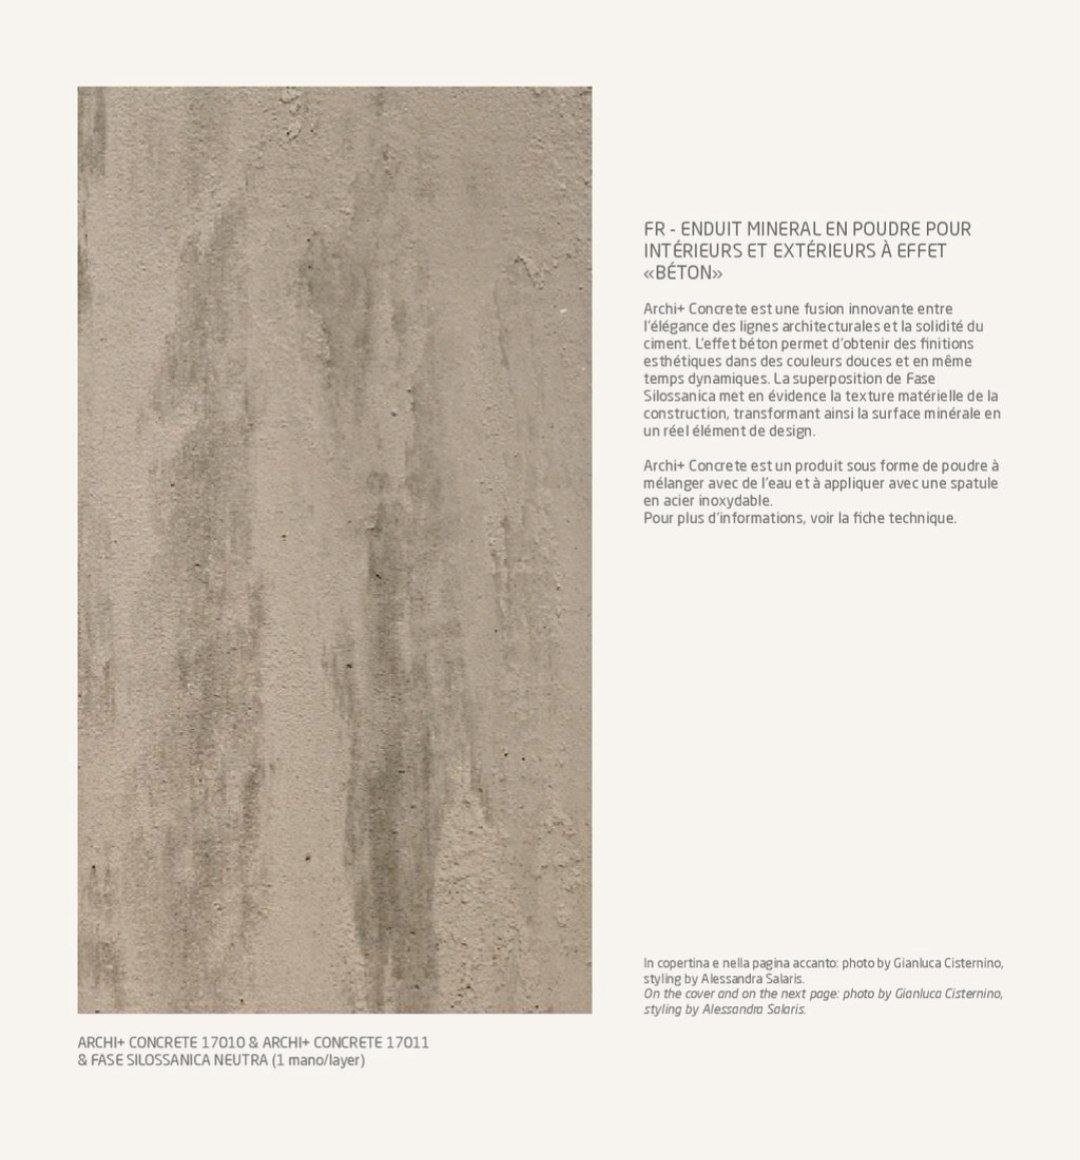 FR - ENDUIT MINERAL EN POUDRE POUR
INTÉRIEURS ET EXTÉRIEURS À EFFET
«BÉTON»
Archi+ Concrete est une fusion innovante entre
l'élégance des lignes architecturales et la solidité du
ciment. L'effet béton permet d'obtenir des finitions
esthétiques dans des couleurs douces et en même
temps dynamiques. La superposition de Fase
Silossanica met en évidence la texture matérielle de la
construction, transformant ainsi la surface minérale en
un réel élément de design.
Archi+ Concrete est un produit sous forme de poudre à
mélanger avec de l'eau et à appliquer avec une spatule
en acier inoxydable.
Pour plus d'informations, voir la fiche technique.
In copertina e nella pagina accanto: photo by Gianluca Cisternino,
styling by Alessandra Salaris.
On the cover and on the next page: photo by Gianluca Cisternino,
styling by Alessandra Salaris.
ARCHI+ CONCRETE 17010 & ARCHI+ CONCRETE 17011
& FASE SILOSSANICA NEUTRA (1 mano/layer)